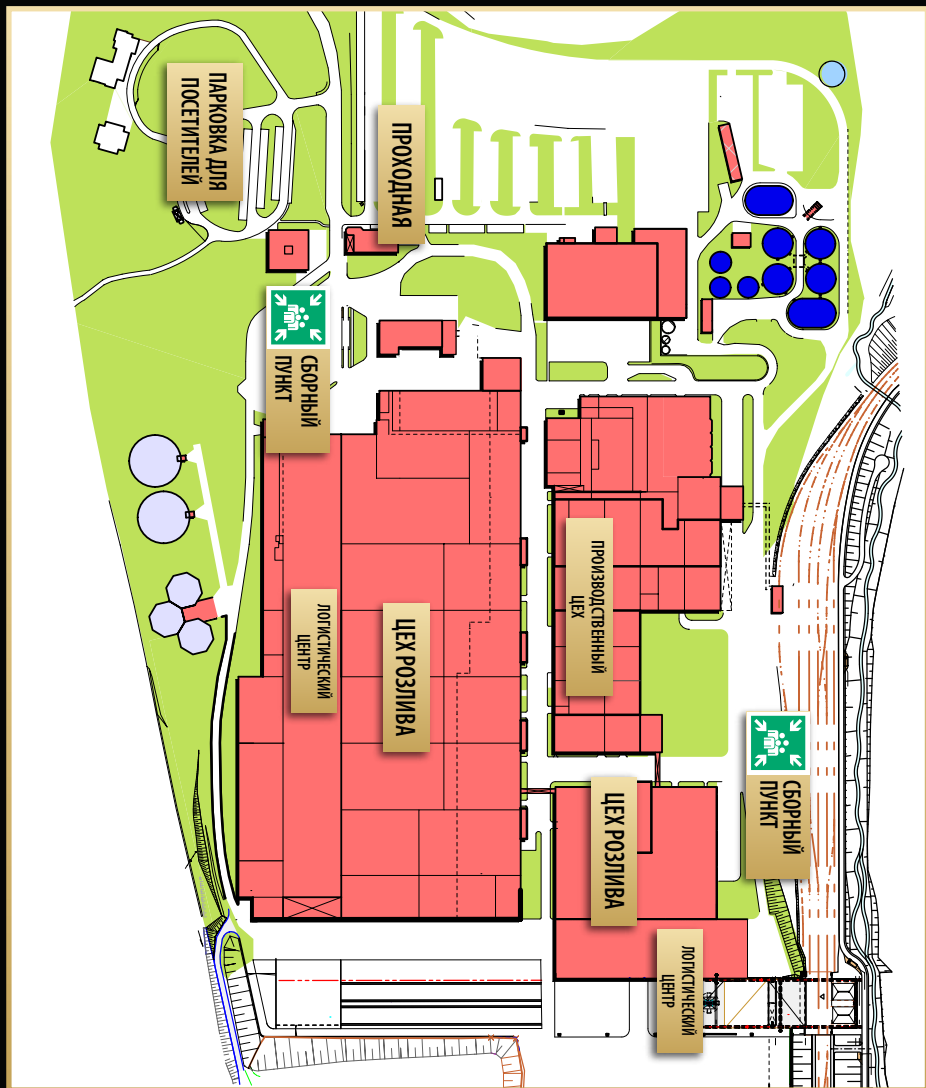 ПАРКОВКА ДЛЯ
ПОСЕТИТЕЛЕЙ
ПРОХОДНАЯ
СБОРНЫЙ
ПУНКТ
ЛОГИСТИЧЕСКИЙ
ЦЕНТР
ЦЕХ РОЗЛИВА
ПРОИЗВОДСТВЕННЫЙ
ЦЕХ
СБОРНЫЙ
ПУНКТ
ЦЕХ РОЗЛИВА
ЛОГИСТИЧЕСКИЙ
ЦЕНТР